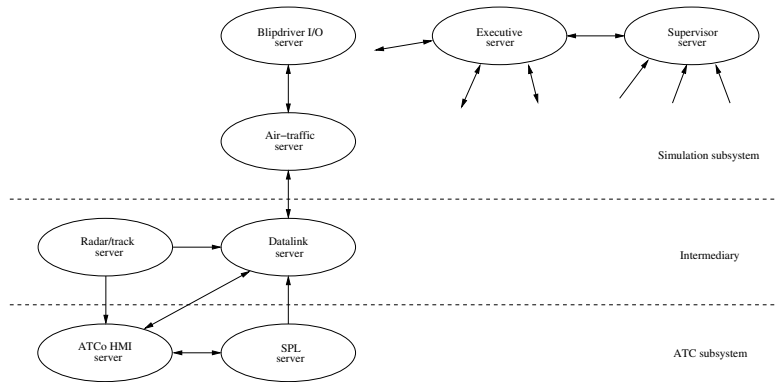 Blipdriver I/O
server
Executive
server
Supervisor
server
Air-traffic
server
Simulation subsystem
Radar/track
server
Datalink
server
Intermediary
ATCo HMI
server
SPL
server
ATC subsystem